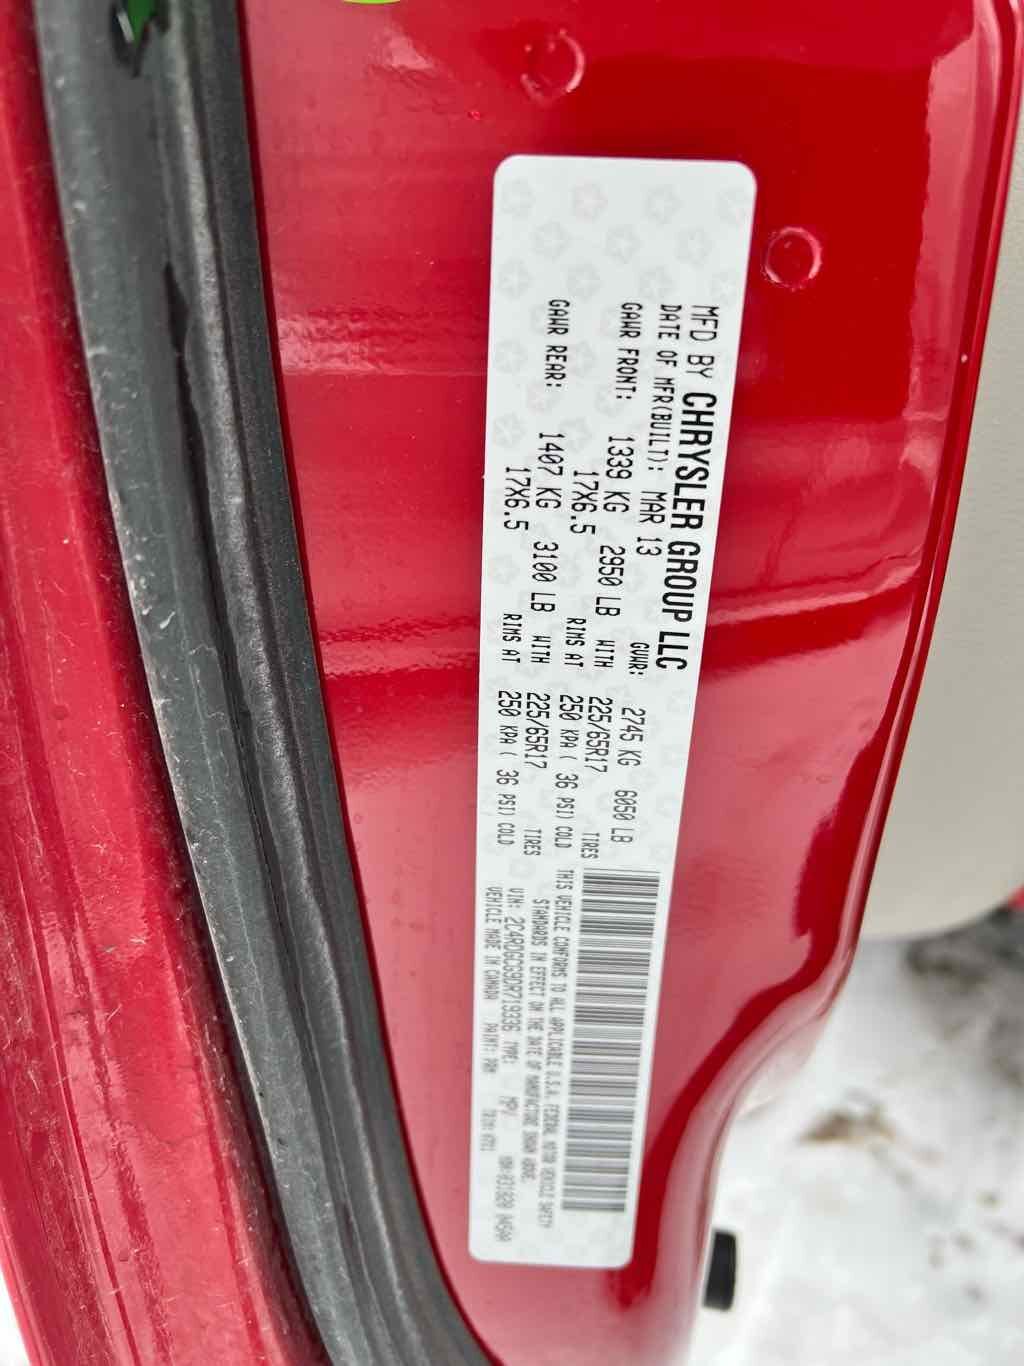 MFD BY CHRYSLER GROUP LLC
DATE OF MFR(BUILT): MAR 13 GVWR: 2745 KG 6050 LB
GAWR FRONT: 1339 KG 2950 LB WITH 225/65R17 TIRES
17X6.5 RIMS AT 250 KPA ( 36 PSI) COLD
GAWR REAR: 1407 KG 3100 LB WITH 225/65R17 TIRES
17X6.5 RIMS AT 250 KPA ( 36 PSI) COLD
THIS VEHICLE CONFORMS TO ALL APPLICABLE U.S.A. FEDERAL MOTOR VEHICLE SAFETY
STANDARDS IN EFFECT ON THE DATE OF MANUFACTURE SHOWN ABOVE.
VIN: 2C4RDGCG9DR719336 TYPE: MPV
VEHICLE MADE IN CANADA PAINT: PRM